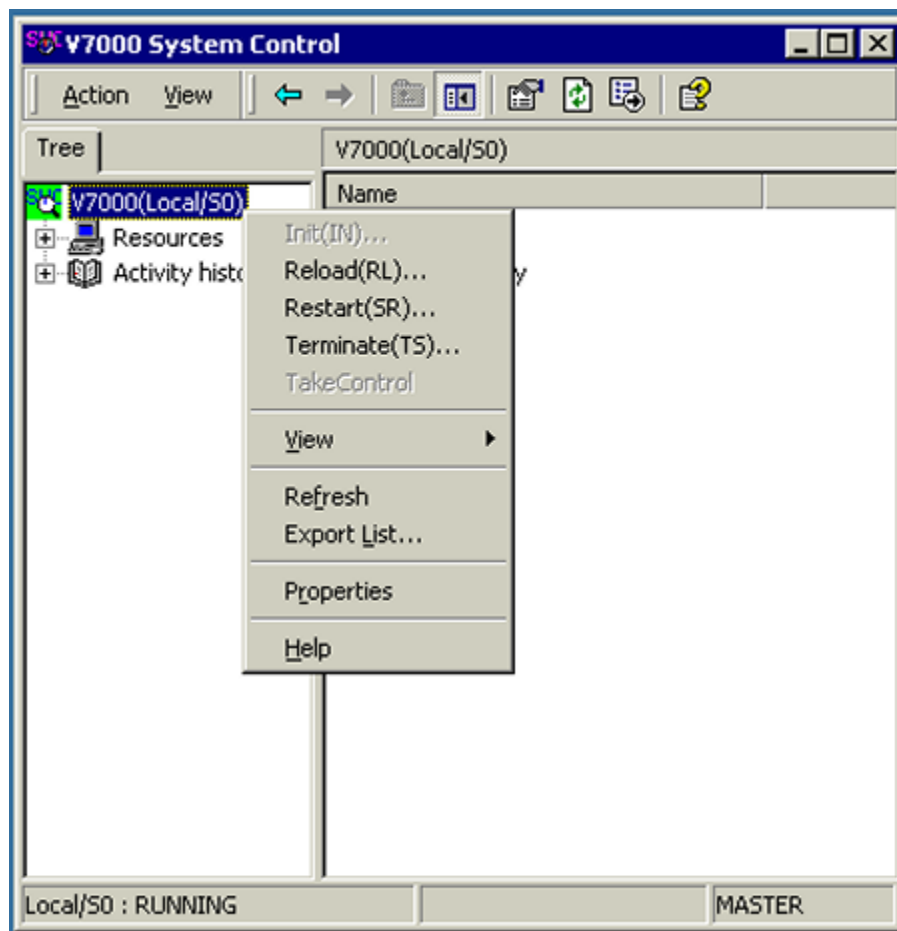 V7000 System Control
Action View
Tree
V7000(Local/S0)
Name
V7000(Local/S0)
Resources
Activity histo
y
Init(IN)...
Reload(RL)...
Restart(SR)...
Terminate(TS)...
TakeControl
View
Refresh
Export List...
Properties
Help
Local/S0 : RUNNING
MASTER